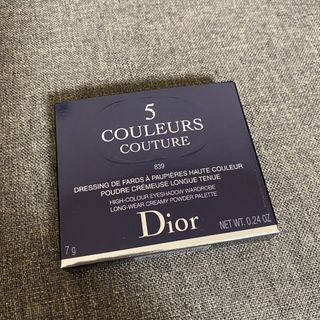 5
COULEURS
COUTURE
839
DRESSING DE FARDS À PAUPIÈRES HAUTE COULEUR
POUDRE CRÉMEUSE LONGUE TENUE
HIGH-COLOUR EYESHADOW WARDROBE
LONG-WEAR CREAMY POWDER PALETTE
Dior
7 g
NET WT. 0.24 OZ